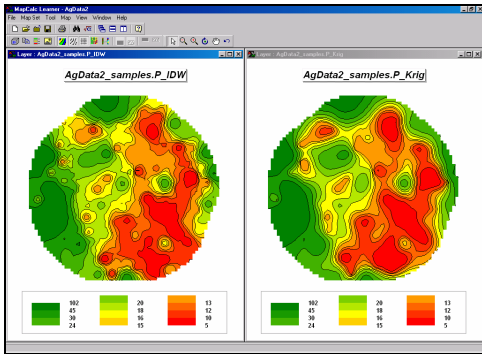 MapCalc Learner - AgData2
File Map Set Tool Map View Window Help
Layer : AgData2_samples.P_IDW
AgData2_samples.P_IDW
102 20 13
45 18 12
30 16 10
24 15 5
Layer : AgData2_samples.P_Krig
AgData2_samples.P_Krig
102 20 13
45 18 12
30 16 10
24 15 5